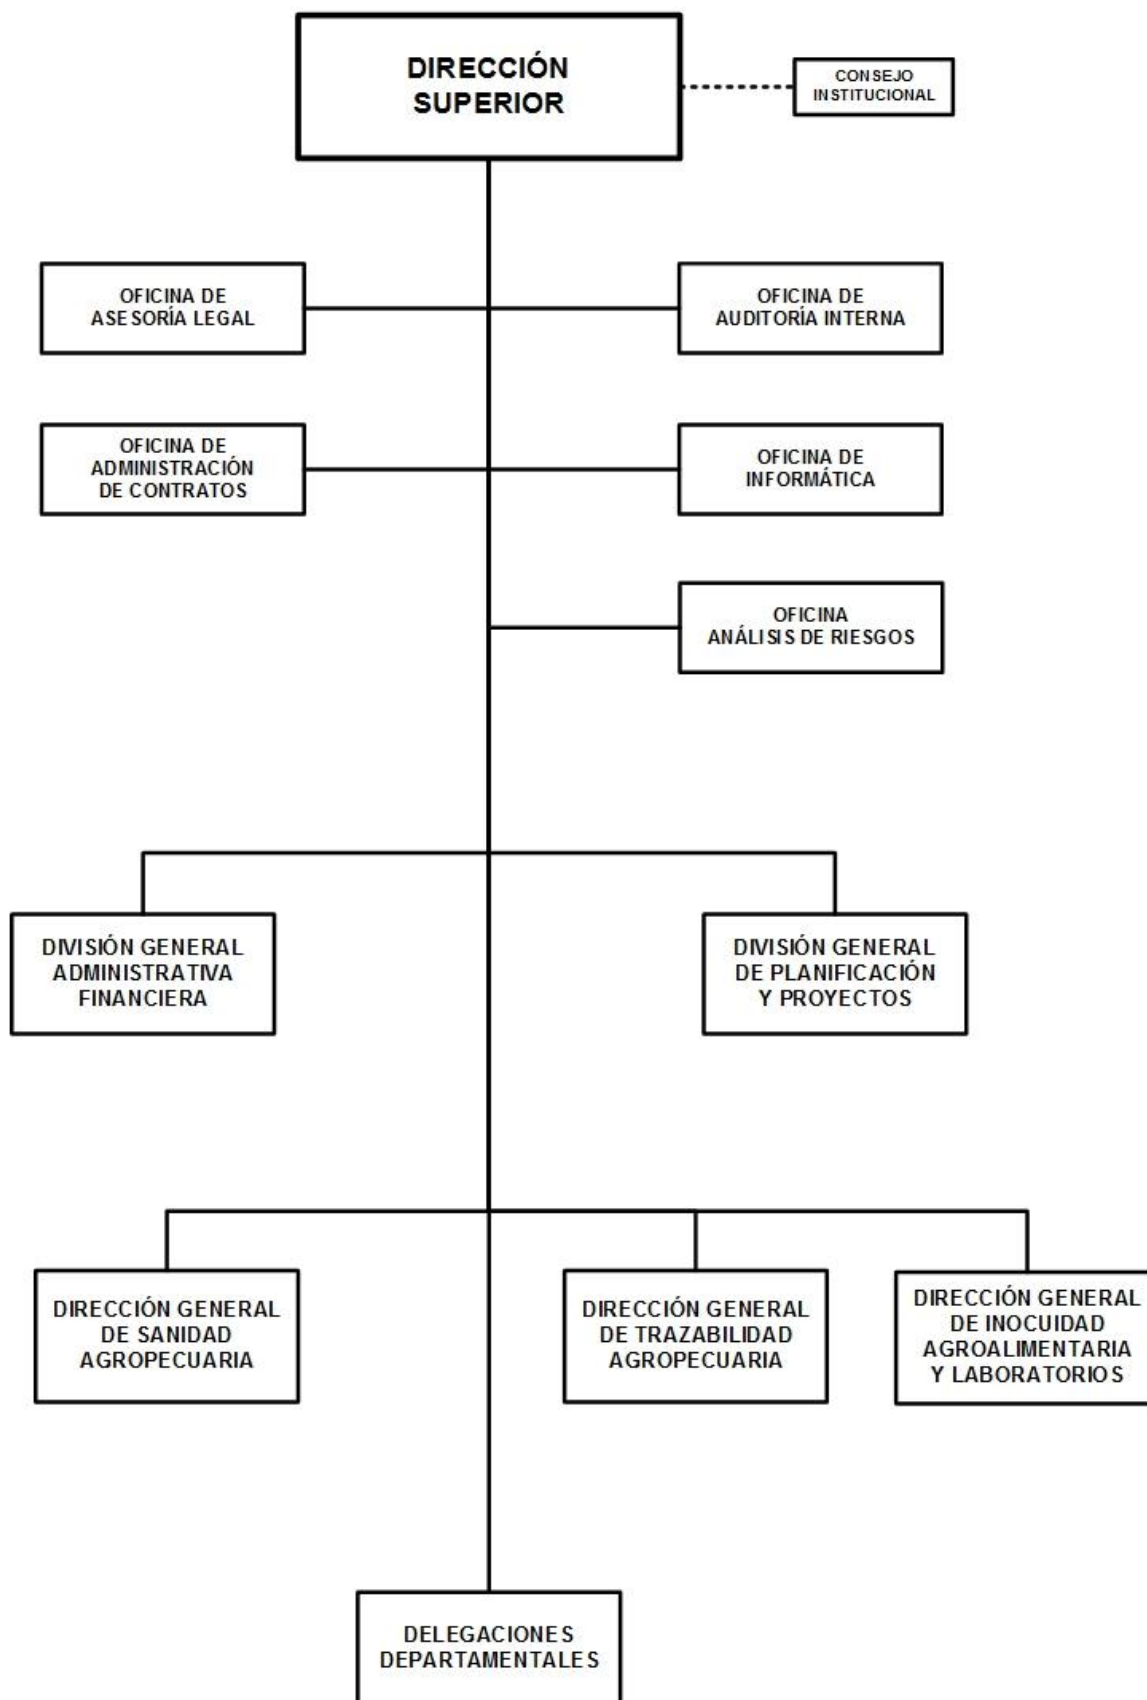 DIRECCIÓN
SUPERIOR
CONSEJO
INSTITUCIONAL
OFICINA DE
ASESORÍA LEGAL
OFICINA DE
AUDITORÍA INTERNA
OFICINA DE
ADMINISTRACIÓN
DE CONTRATOS
OFICINA DE
INFORMÁTICA
OFICINA
ANÁLISIS DE RIESGOS
DIVISIÓN GENERAL
ADMINISTRATIVA
FINANCIERA
DIVISIÓN GENERAL
DE PLANIFICACIÓN
Y PROYECTOS
DIRECCIÓN GENERAL
DE SANIDAD
AGROPECUARIA
DIRECCIÓN GENERAL
DE TRAZABILIDAD
AGROPECUARIA
DIRECCIÓN GENERAL
DE INOCUIDAD
AGROALIMENTARIA
Y LABORATORIOS
DELEGACIONES
DEPARTAMENTALES